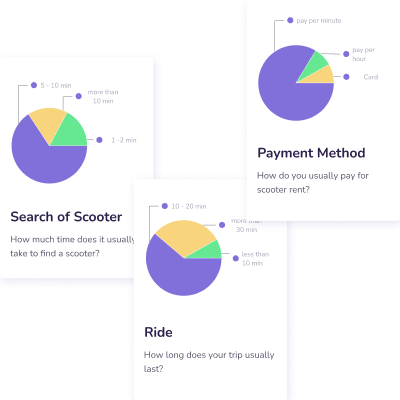 pay per minute
pay per
hour
Card
Payment Method
How do you usually pay for
scooter rent?
5 - 10 min
more than
10 min
1 -2 min
Search of Scooter
How much time does it usually
take to find a scooter?
10 - 20 min
more than
30 min
less than
10 min
Ride
How long does your trip usually
last?